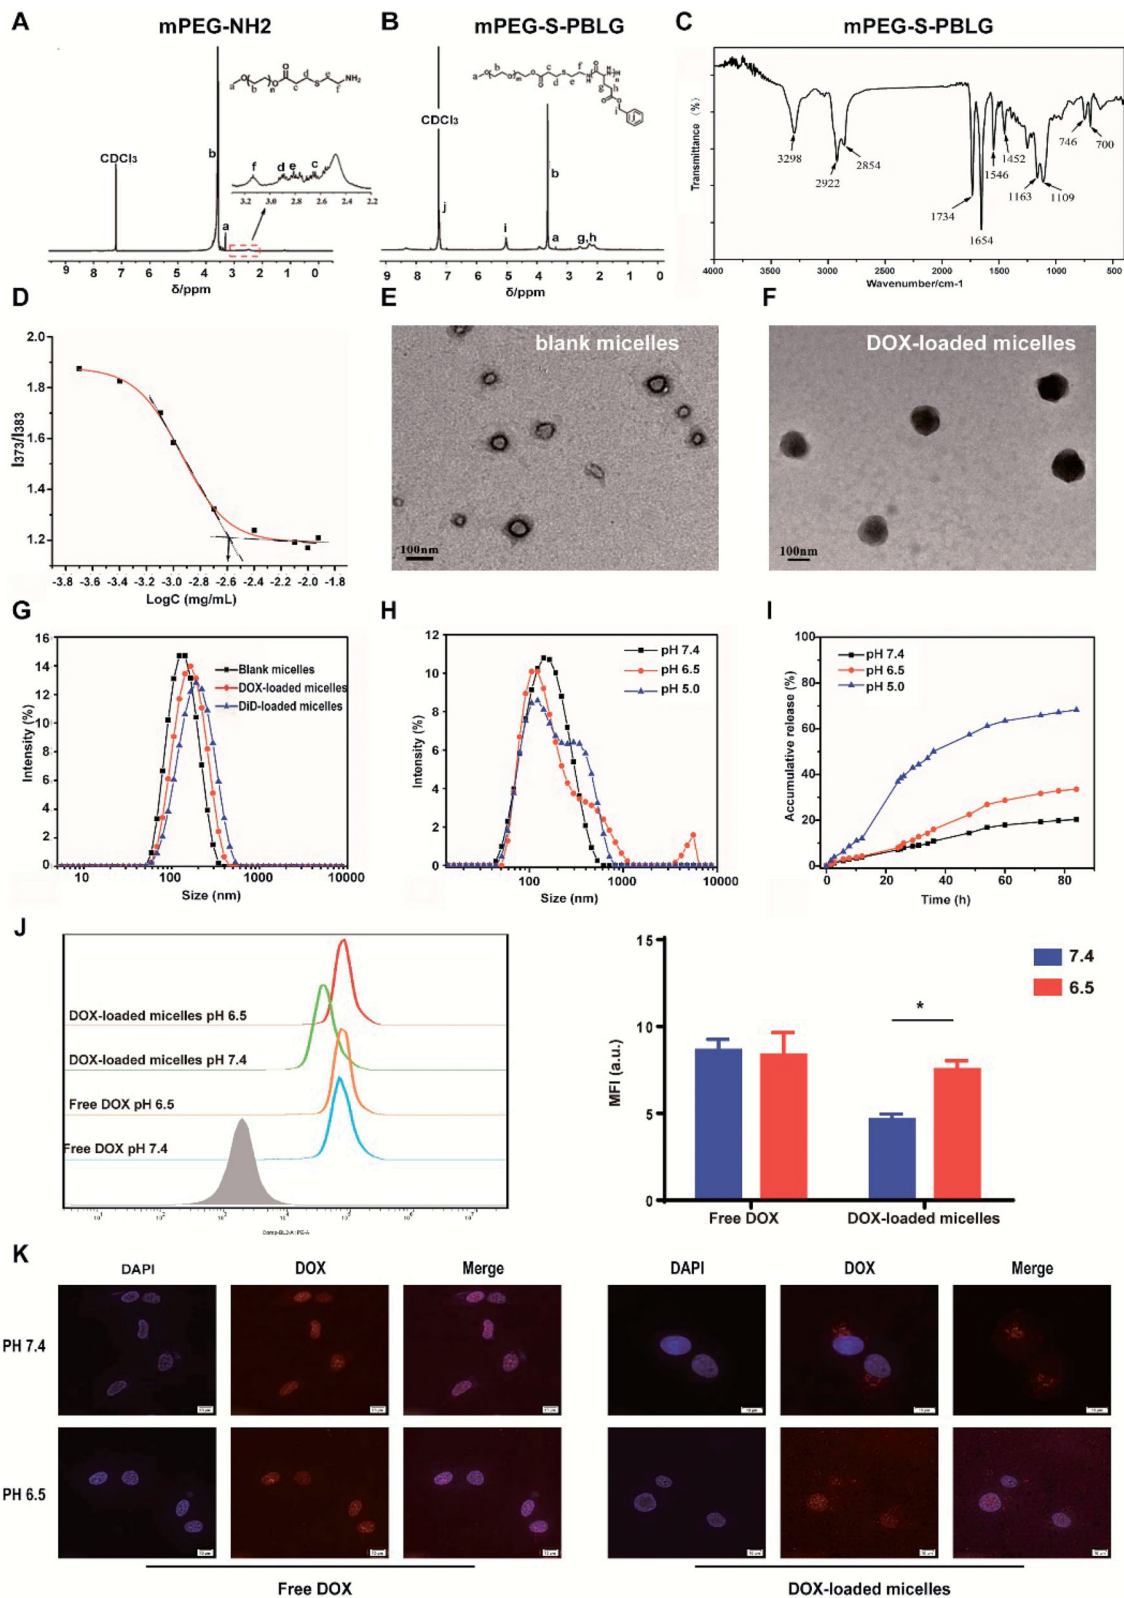 A
mPEG-NH2
B
mPEG-S-PBLG
C
mPEG-S-PBLG
CDCl3
b
a
f
d
e
c
3.2 3.0 2.8 2.6 2.4 2.2
9 8 7 6 5 4 3 2 1 0
δ/ppm
CDCl3
j
i
b
a
g,h
9 8 7 6 5 4 3 2 1 0
δ/ppm
Transmittance (%)
3298
2922
2854
1734
1654
1546
1452
1163
1109
746
700
4000 3500 3000 2500 2000 1500 1000 500
Wavenumber/cm-1
D
I373/I383
2.0
1.8
1.6
1.4
1.2
-3.8 -3.6 -3.4 -3.2 -3.0 -2.8 -2.6 -2.4 -2.2 -2.0 -1.8
LogC (mg/mL)
E
blank micelles
100nm
F
DOX-loaded micelles
100nm
G
Intensity (%)
16
14
12
10
8
6
4
2
0
Blank micelles
DOX-loaded micelles
DiD-loaded micelles
10 100 1000 10000
Size (nm)
H
Intensity (%)
12
10
8
6
4
2
0
pH 7.4
pH 6.5
pH 5.0
100 1000 10000
Size (nm)
I
Accumulative release (%)
100
80
60
40
20
0
pH 7.4
pH 6.5
pH 5.0
0 20 40 60 80
Time (h)
J
DOX-loaded micelles pH 6.5
DOX-loaded micelles pH 7.4
Free DOX pH 6.5
Free DOX pH 7.4
MFI (a.u.)
15
10
5
0
7.4
6.5
*
Free DOX
DOX-loaded micelles
K
DAPI
DOX
Merge
DAPI
DOX
Merge
PH 7.4
PH 6.5
Free DOX
DOX-loaded micelles